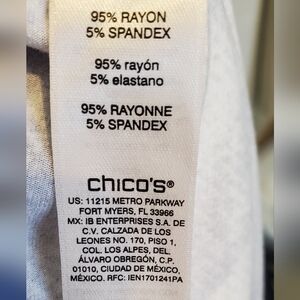 95% RAYON
5% SPANDEX
95% rayón
5% elastano
95% RAYONNE
5% SPANDEX
chico's®
US: 11215 METRO PARKWAY
FORT MYERS, FL 33966
MX: IB ENTERPRISES S.A. DE
C.V. CALZADA DE LOS
LEONES NO. 170, PISO 1,
COL. LOS ALPES, DEL.
ÁLVARO OBREGÓN, C.P.
01010, CIUDAD DE MÉXICO,
MÉXICO. RFC: IEN1701241PA